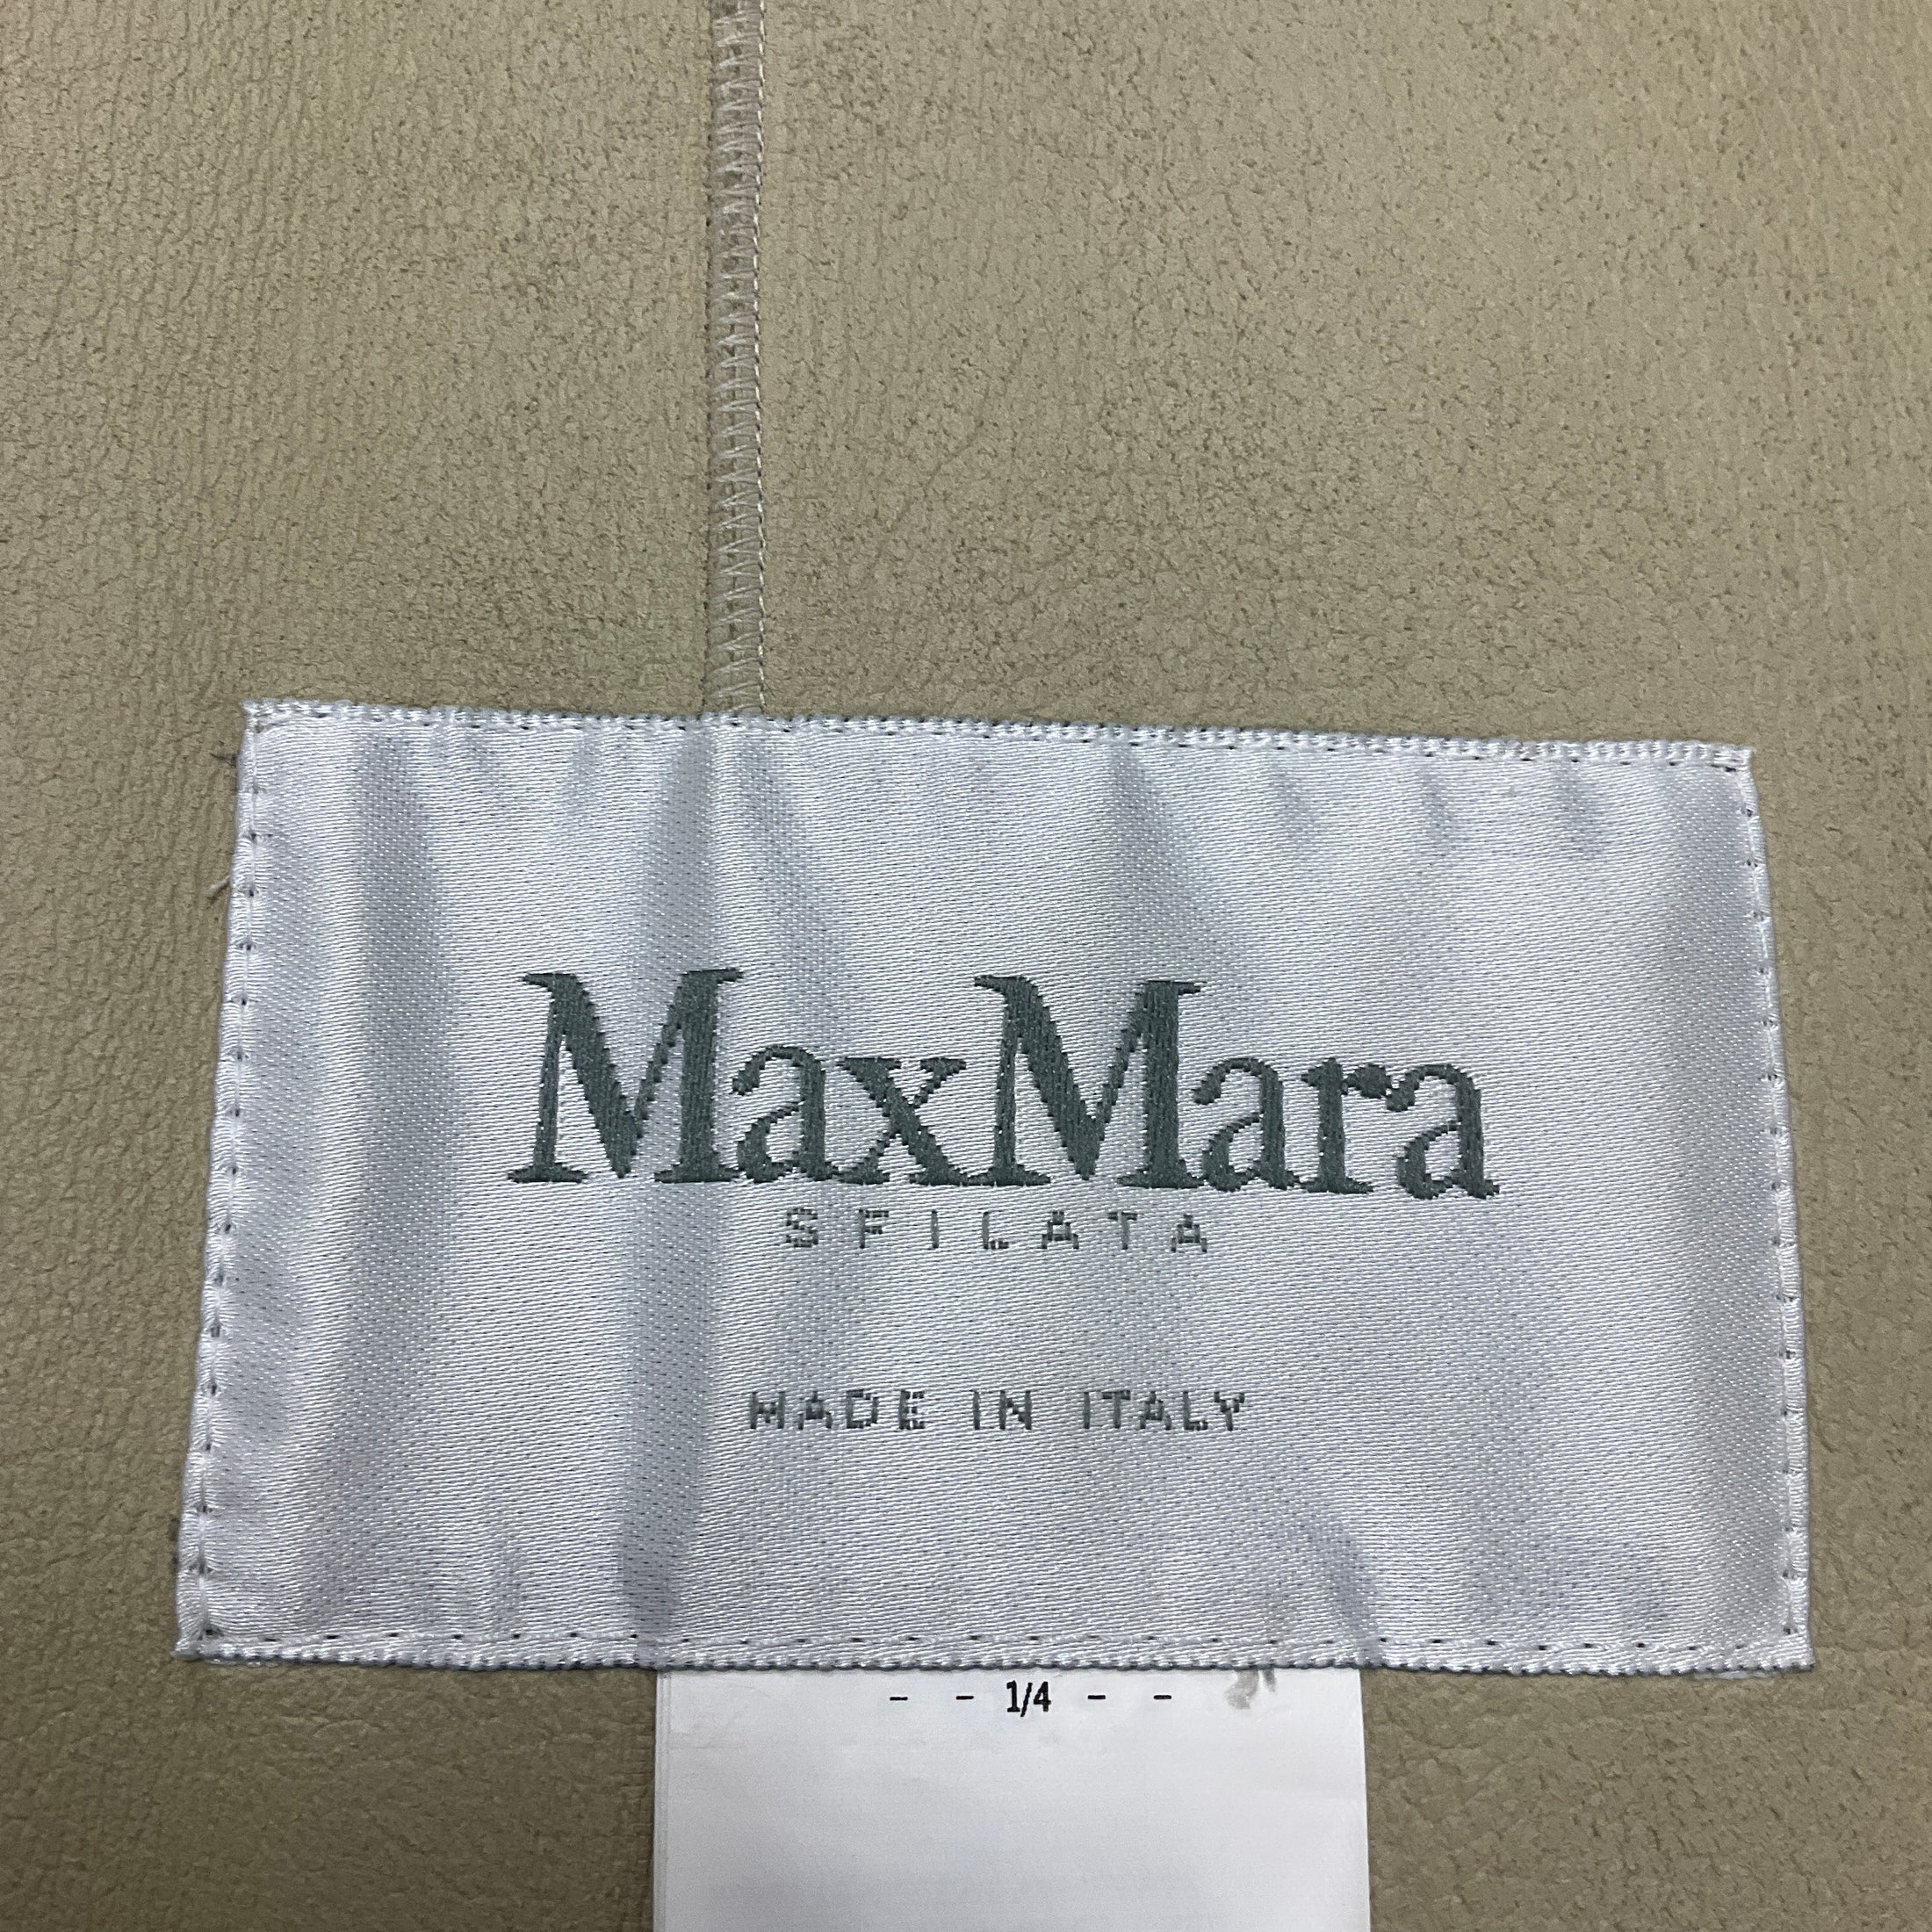 MaxMara
SFILATA
MADE IN ITALY
- - 1/4 - -